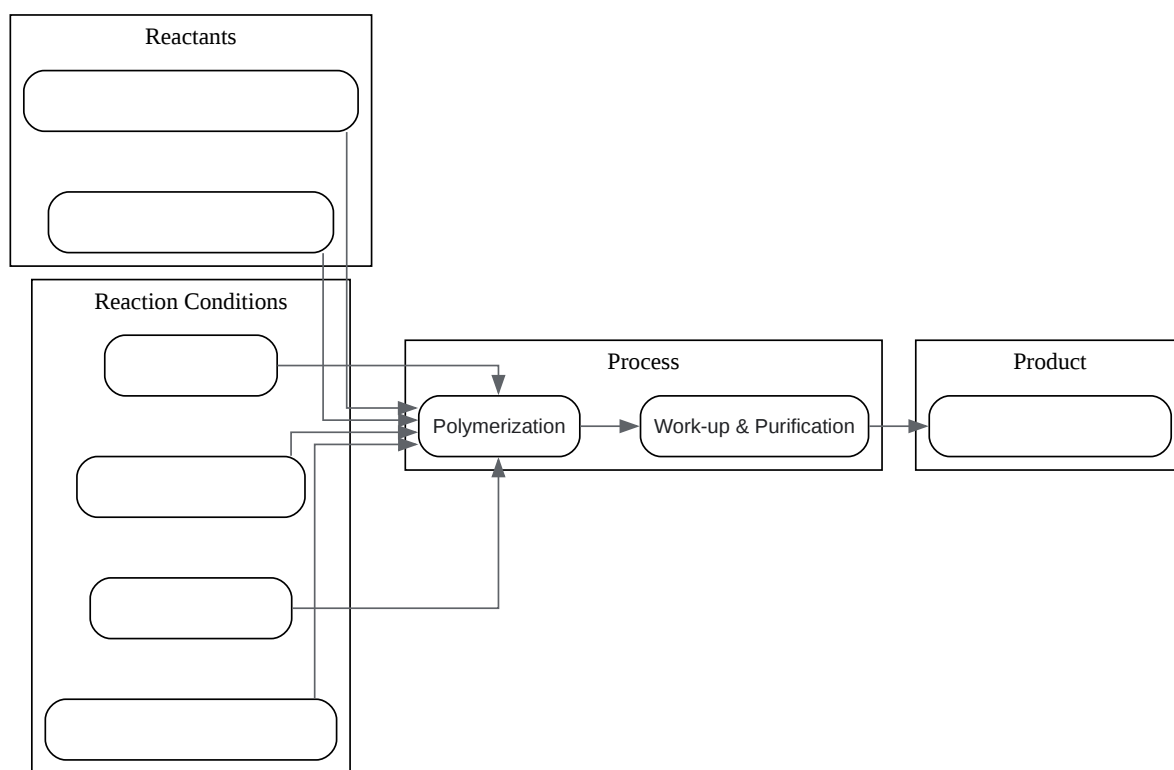 Reactants
Reaction Conditions
Process
Product
Polymerization
Work-up & Purification